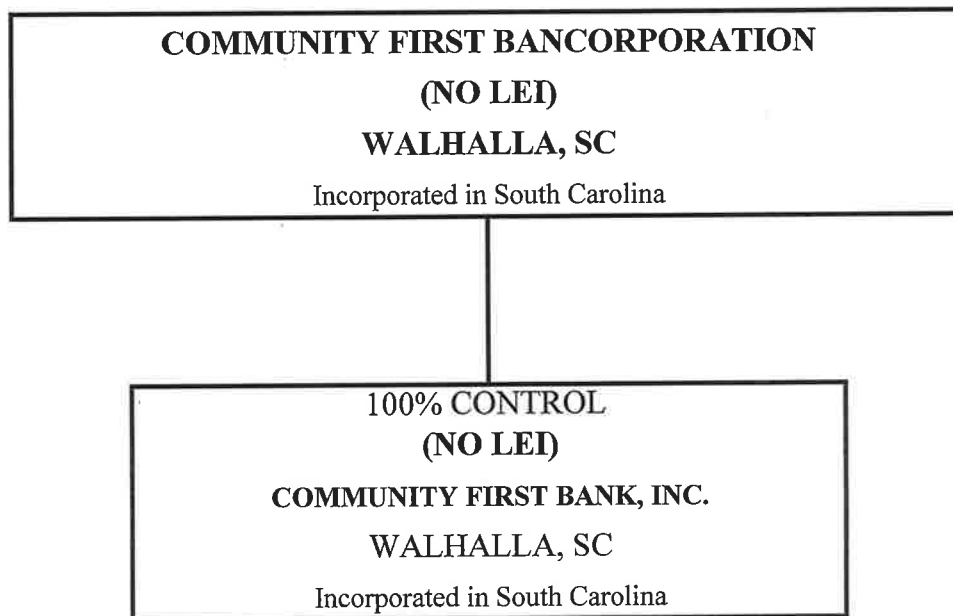 COMMUNITY FIRST BANCORPORATION
(NO LEI)
WALHALLA, SC
Incorporated in South Carolina
100% CONTROL
(NO LEI)
COMMUNITY FIRST BANK, INC.
WALHALLA, SC
Incorporated in South Carolina